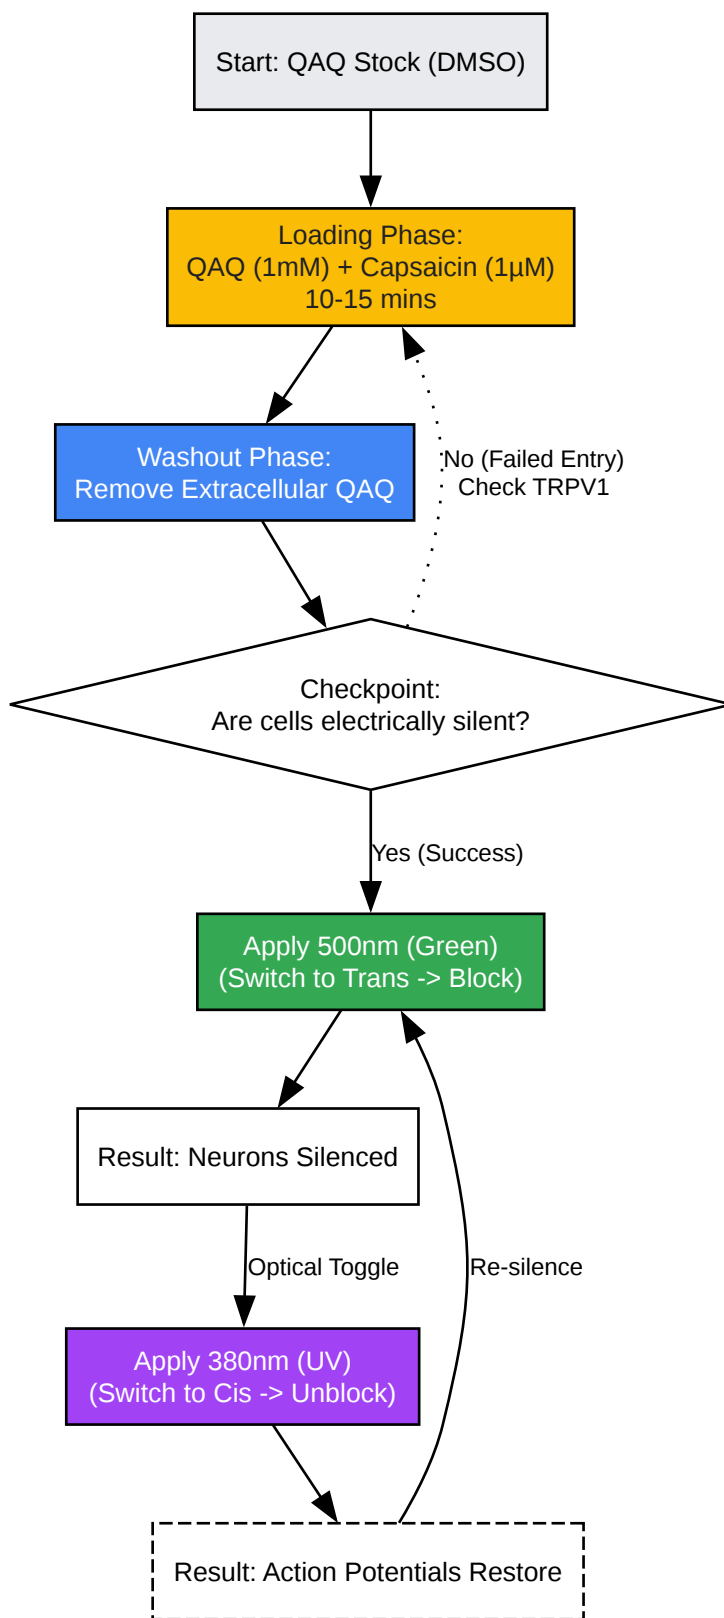 Start: QAQ Stock (DMSO)
Loading Phase:
QAQ (1mM) + Capsaicin (1µM)
10-15 mins
Washout Phase:
Remove Extracellular QAQ
No (Failed Entry)
Check TRPV1
Checkpoint:
Are cells electrically silent?
Yes (Success)
Apply 500nm (Green)
(Switch to Trans -> Block)
Result: Neurons Silenced
Optical Toggle
Re-silence
Apply 380nm (UV)
(Switch to Cis -> Unblock)
Result: Action Potentials Restore